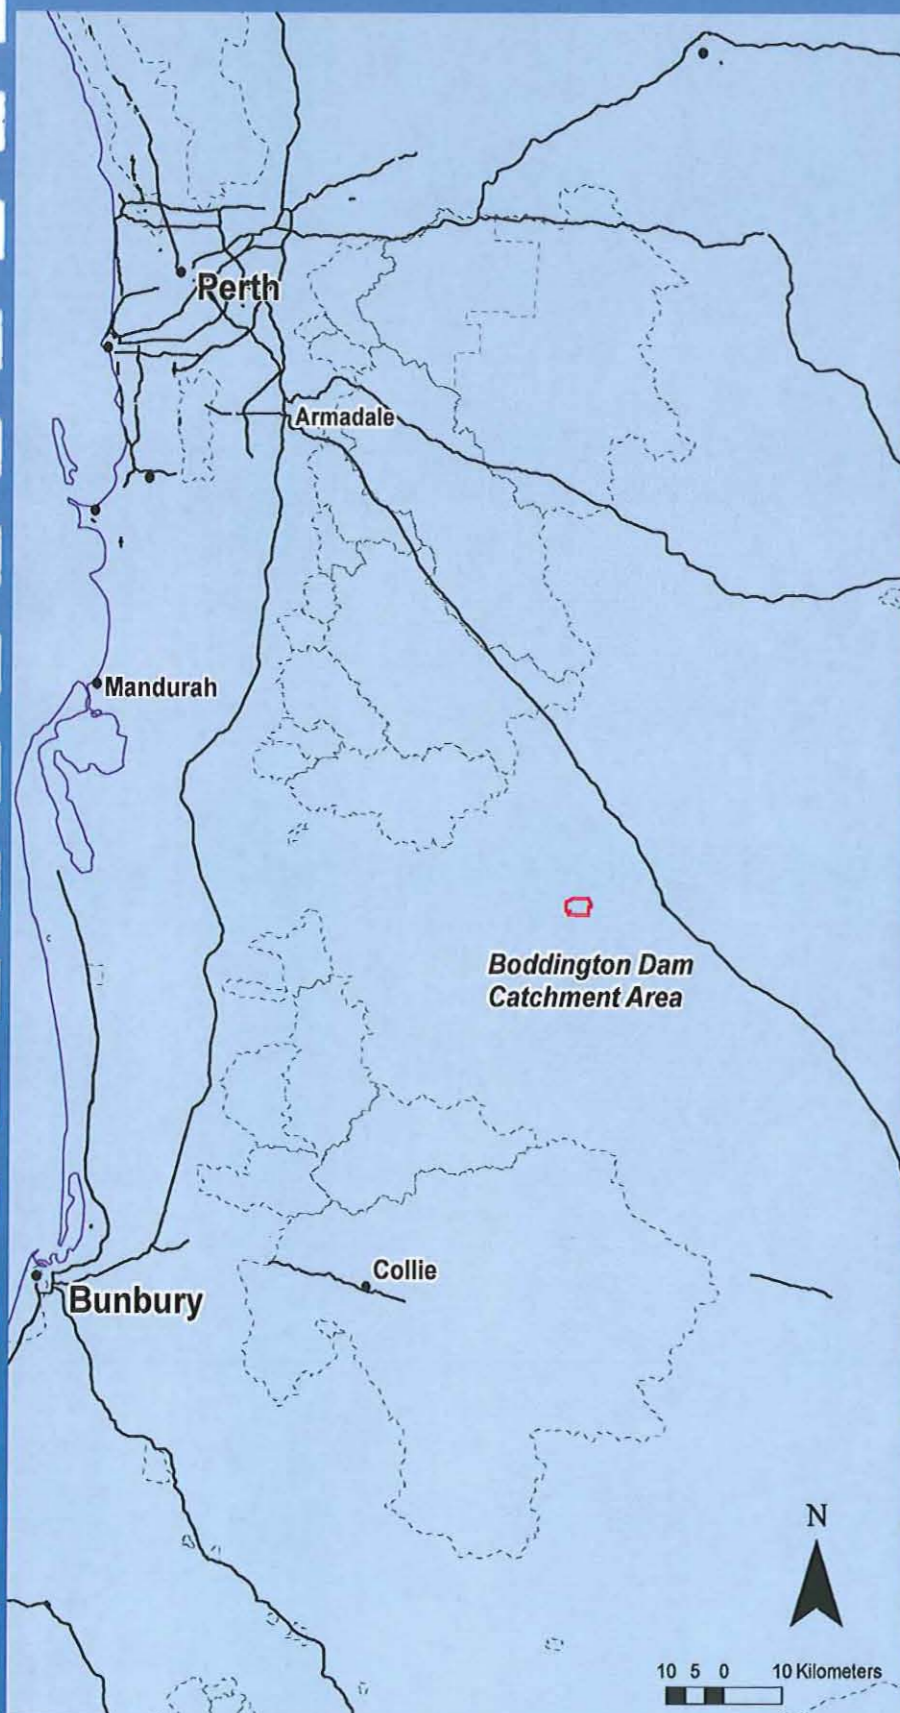 Perth
Armadale
Mandurah
Boddington Dam
Catchment Area
Collie
Bunbury
N
10 5 0 10 Kilometers